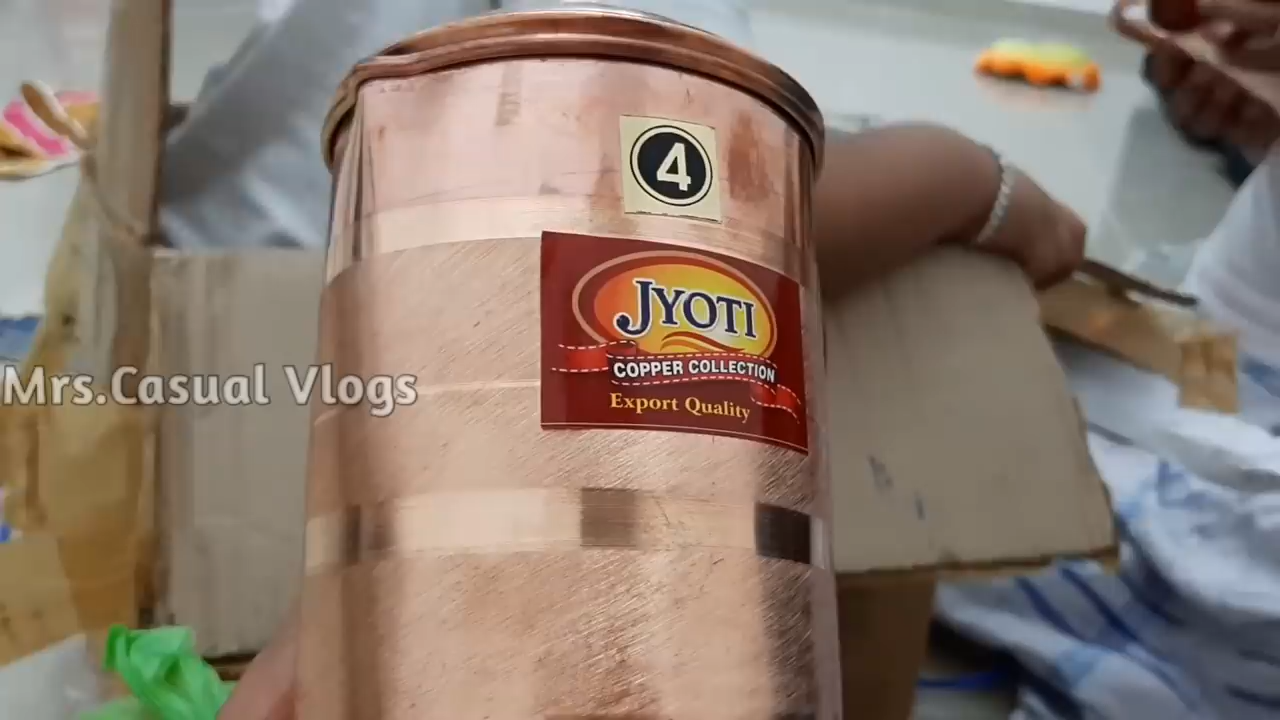 4
JYOTI
COPPER COLLECTION
Export Quality
Mrs.Casual Vlogs